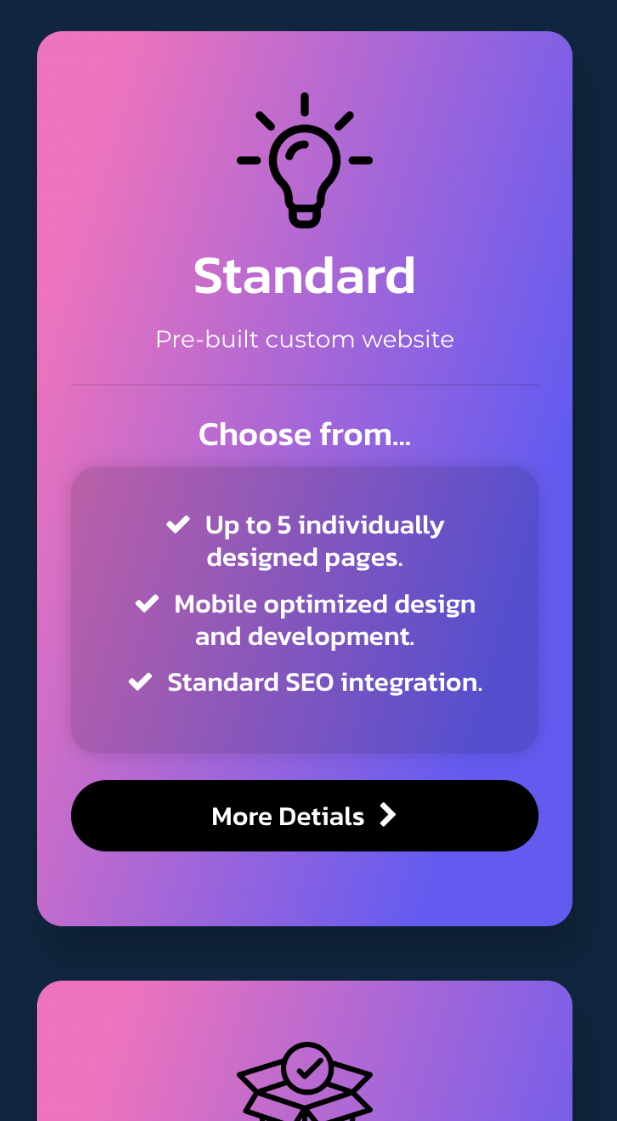 Standard
Pre-built custom website
Choose from...
Up to 5 individually
designed pages.
Mobile optimized design
and development.
Standard SEO integration.
More Detials